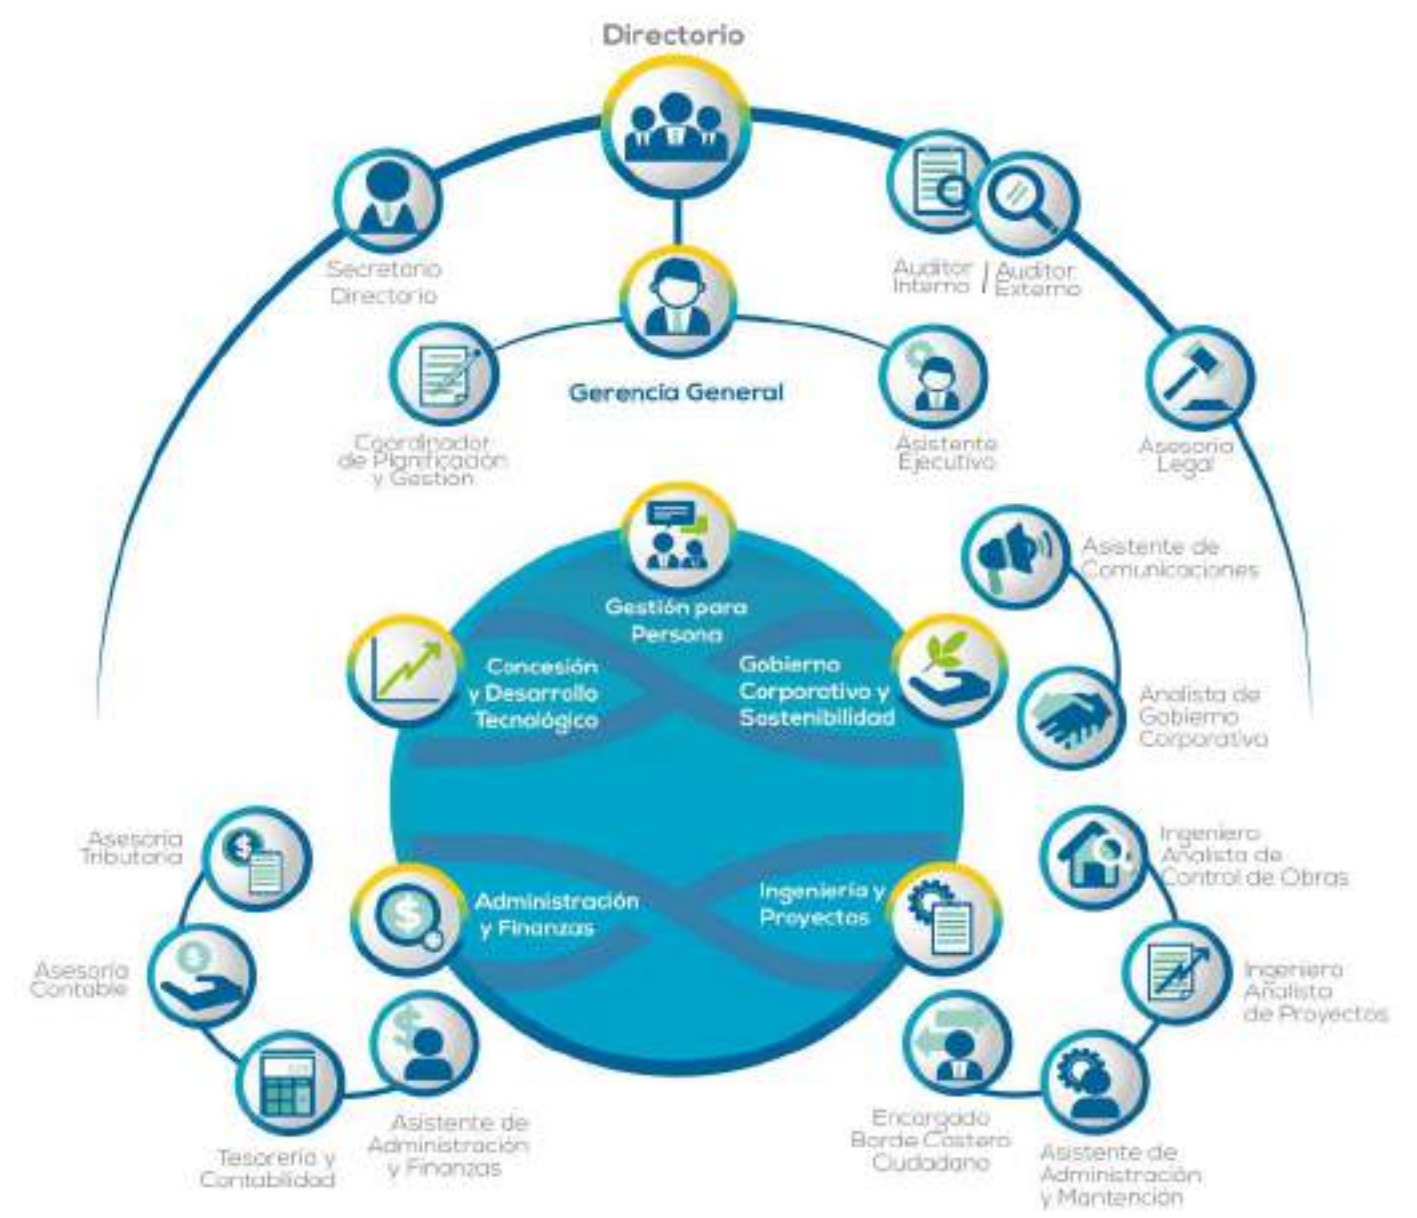 Directorio
Secretario
Directorio
Auditor
Interno
/
Auditor
Externo
Gerencia General
Coordinador
de Plgnificación
y Gestión
Asistente
Ejecutivo
Asesoría
Legal
Gestión para
Persona
Asistente de
Comunicaciones
Concesión
y Desarrollo
Tecnológico
Gobierno
Corporativo y
Sostenibilidad
Analista de
Gobierno
Corporativo
Asesoría
Tributaria
Ingeniero
Analista de
Control de Obras
Administración
y Finanzas
Ingeniería y
Proyectos
Asesoría
Contable
Ingeniero
Analista
de Proyectos
Asistente de
Administración
y Finanzas
Encargado
Borde Costero
Ciudadano
Tesorería y
Contabilidad
Asistente de
Administración
y Mantención